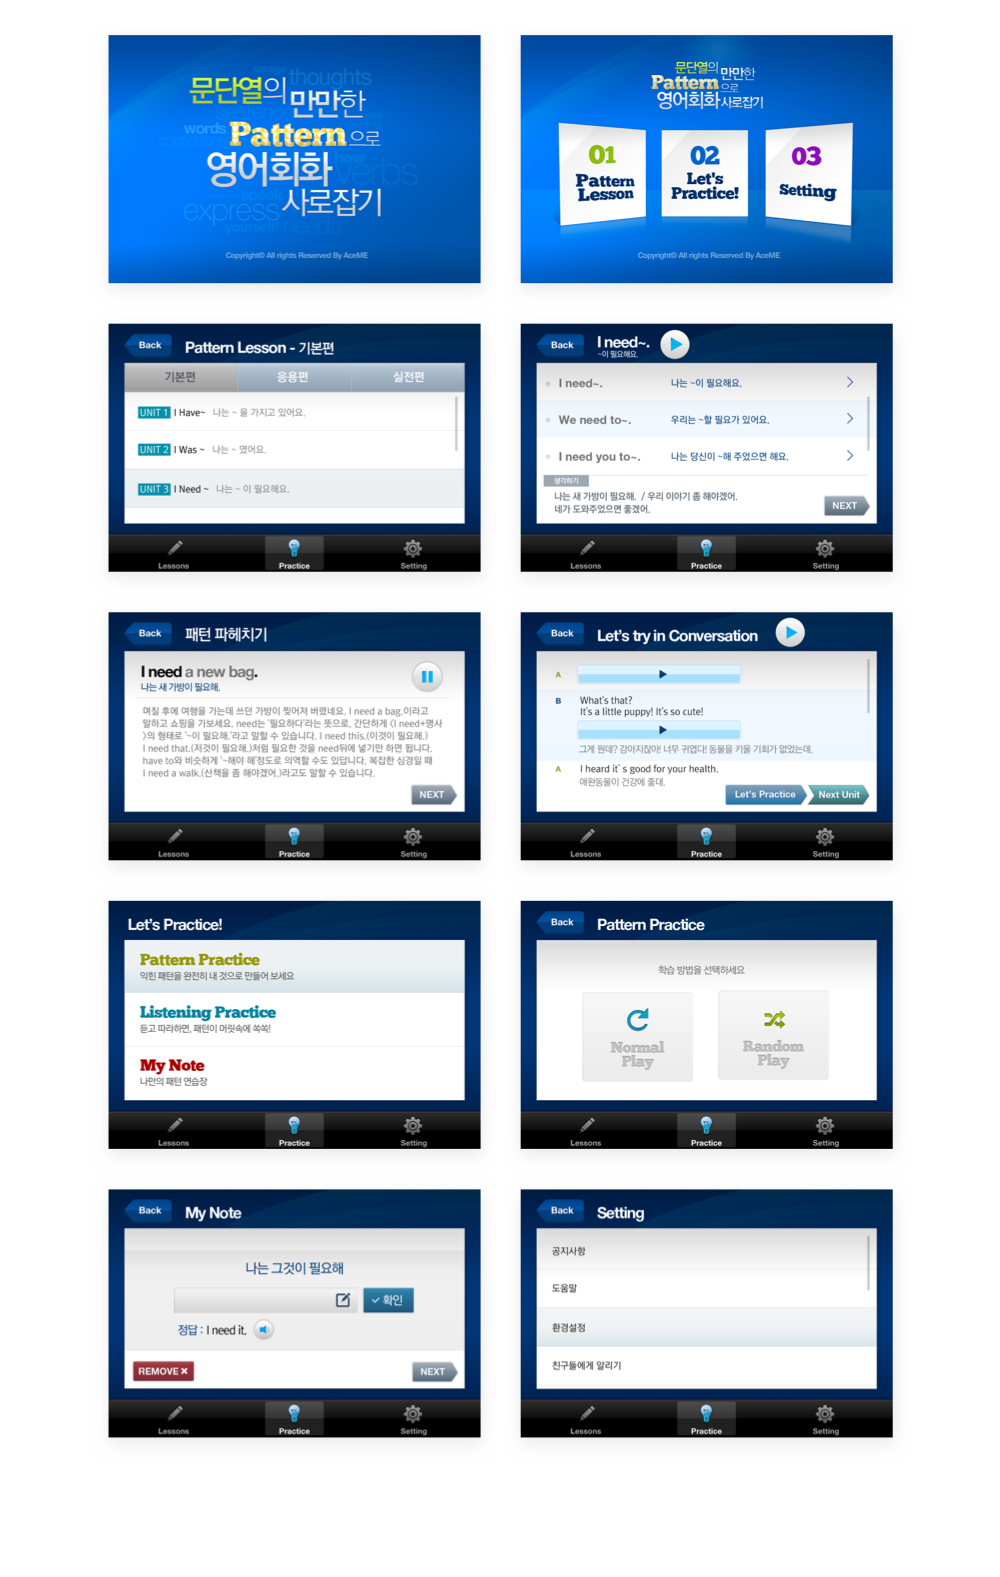 문단열의
만만한
Pattern으로
영어회화
사로잡기
thoughts
sentence
words
how
verbs
speak
express
yourself!
needs
Copyright© All rights Reserved By AceME
문단열의
만만한
Pattern으로
영어회화 사로잡기
01
Pattern
Lesson
02
Let's
Practice!
03
Setting
Copyright© All rights Reserved By AceME
Back
Pattern Lesson - 기본편
기본편 응용편 실전편
UNIT 1 I Have~ 나는 ~ 을 가지고 있어요.
UNIT 2 I Was ~ 나는 ~ 였어요.
UNIT 3 I Need ~ 나는 ~ 이 필요해요.
Lessons Practice Setting
Back
I need~.
~이 필요해요.
I need~. 나는 ~이 필요해요.
We need to~. 우리는 ~할 필요가 있어요.
I need you to~. 나는 당신이 ~해 주었으면 해요.
생각하기
나는 새 가방이 필요해. / 우리 이야기 좀 해야겠어.
네가 도와주었으면 좋겠어.
NEXT
Lessons Practice Setting
Back
패턴 파헤치기
I need a new bag.
나는 새 가방이 필요해.
며칠 후에 여행을 가는데 쓰던 가방이 찢어져 버렸네요. I need a bag.이라고
말하고 쇼핑을 가보세요. need는 '필요하다'라는 뜻으로, 간단하게 《I need+명사
》의 형태로 '~이 필요해.'라고 말할 수 있습니다. I need this.(이것이 필요해.)
I need that.(저것이 필요해.)처럼 필요한 것을 need뒤에 넣기만 하면 됩니다.
have to와 비슷하게 '~해야 해'정도로 의역할 수도 있답니다. 복잡한 심경일 때
I need a walk.(산책을 좀 해야겠어.)라고도 말할 수 있습니다.
NEXT
Lessons Practice Setting
Back
Let's try in Conversation
A
B What's that?
It's a little puppy! It's so cute!
그게 뭔데? 강아지잖아! 너무 귀엽다! 동물을 키울 기회가 없었는데.
A I heard it's good for your health.
애완동물이 건강에 좋대.
Let's Practice Next Unit
Lessons Practice Setting
Let's Practice!
Pattern Practice
익힌 패턴을 완전히 내 것으로 만들어 보세요
Listening Practice
듣고 따라하면, 패턴이 머릿속에 쏙쏙!
My Note
나만의 패턴 연습장
Lessons Practice Setting
Back
Pattern Practice
학습 방법을 선택하세요
Normal
Play
Random
Play
Lessons Practice Setting
Back
My Note
나는 그것이 필요해
확인
정답 : I need it.
REMOVE
NEXT
Lessons Practice Setting
Back
Setting
공지사항
도움말
환경설정
친구들에게 알리기
Lessons Practice Setting